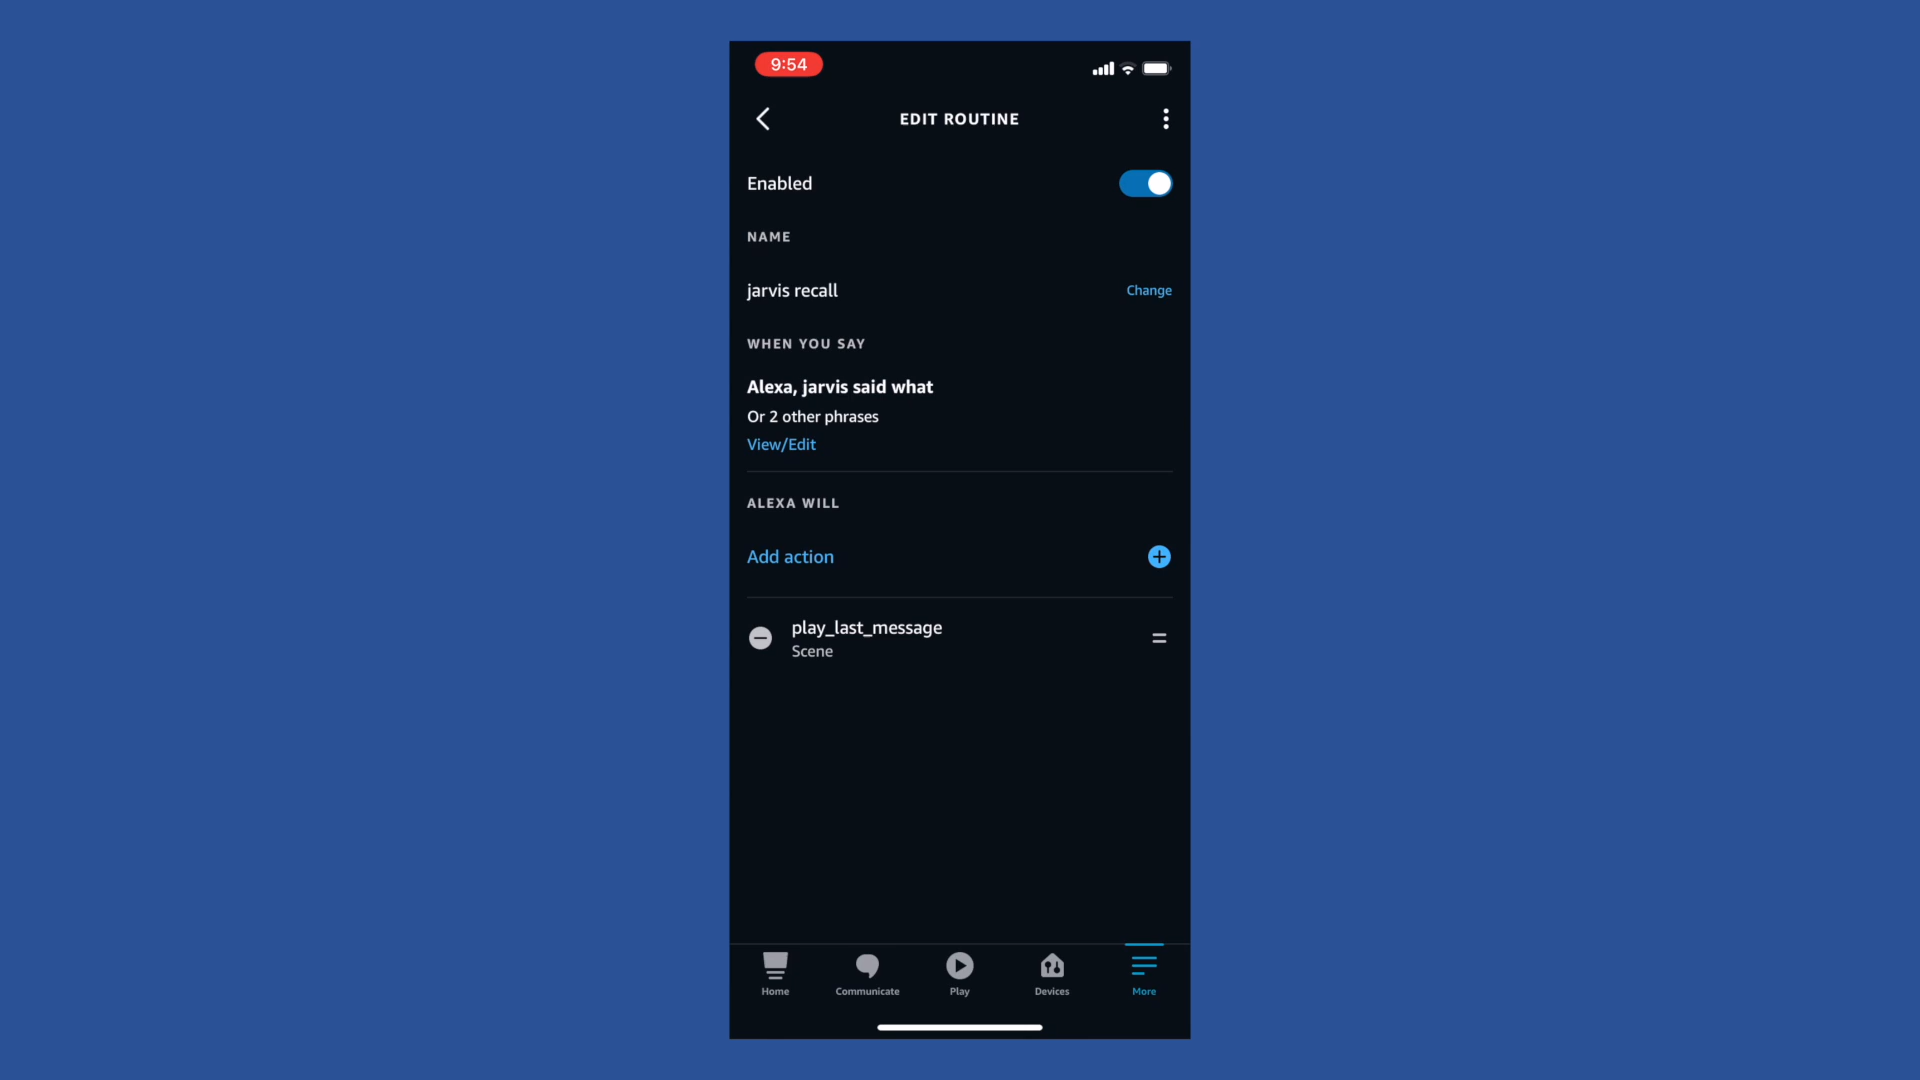 9:54
EDIT ROUTINE
Enabled
NAME
jarvis recall
Change
WHEN YOU SAY
Alexa, jarvis said what
Or 2 other phrases
View/Edit
ALEXA WILL
Add action
play_last_message
Scene
Home
Communicate
Play
Devices
More